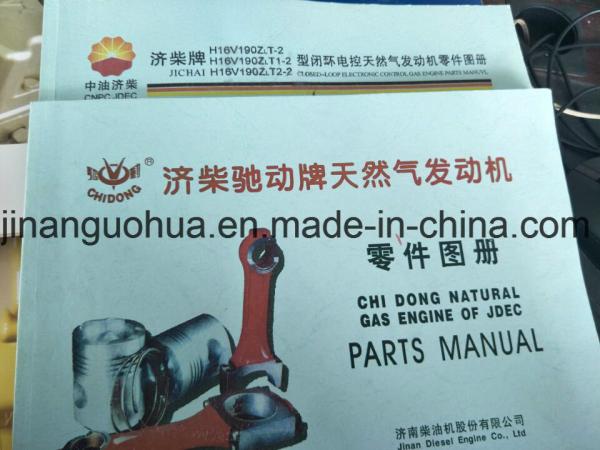 济柴牌 H16V190ZLT-2
H16V190ZLT1-2
H16V190ZLT2-2
型闭环电控天然气发动机零件图册
JICHAI
CLOSED-LOOP ELECTRONIC CONTROL GAS ENGINE PARTS MANUVL
中油济柴
CNPC JDEC
CHIDONG ®
济柴驰动牌天然气发动机
jinanguohua.en.made-in-china.com
零件图册
CHI DONG NATURAL
GAS ENGINE OF JDEC
PARTS MANUAL
济南柴油机股份有限公司
Jinan Diesel Engine Co., Ltd